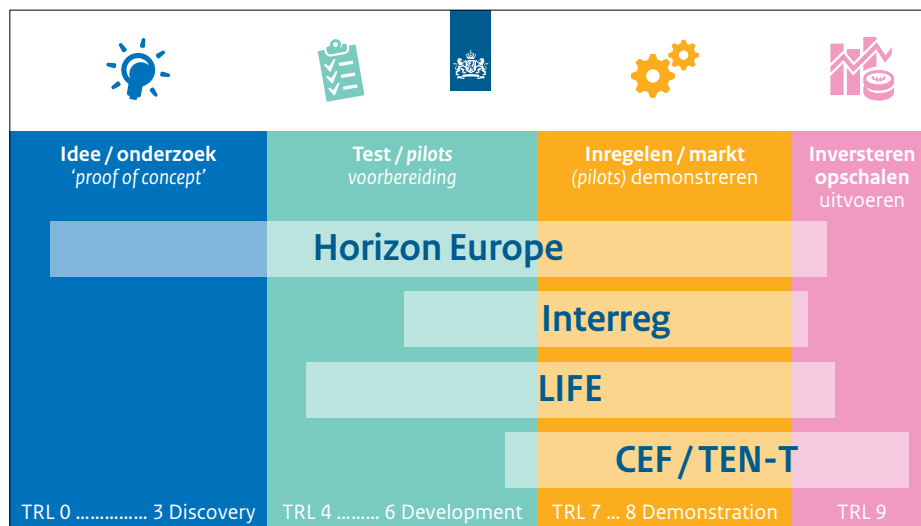 Idee / onderzoek
‘proof of concept’
Test / pilots
voorbereiding
Inregelen / markt
(pilots) demonstreren
Inversteren
opschalen
uitvoeren
Horizon Europe
Interreg
LIFE
CEF / TEN-T
TRL 0 ............... 3 Discovery
TRL 4 ......... 6 Development
TRL 7 ... 8 Demonstration
TRL 9